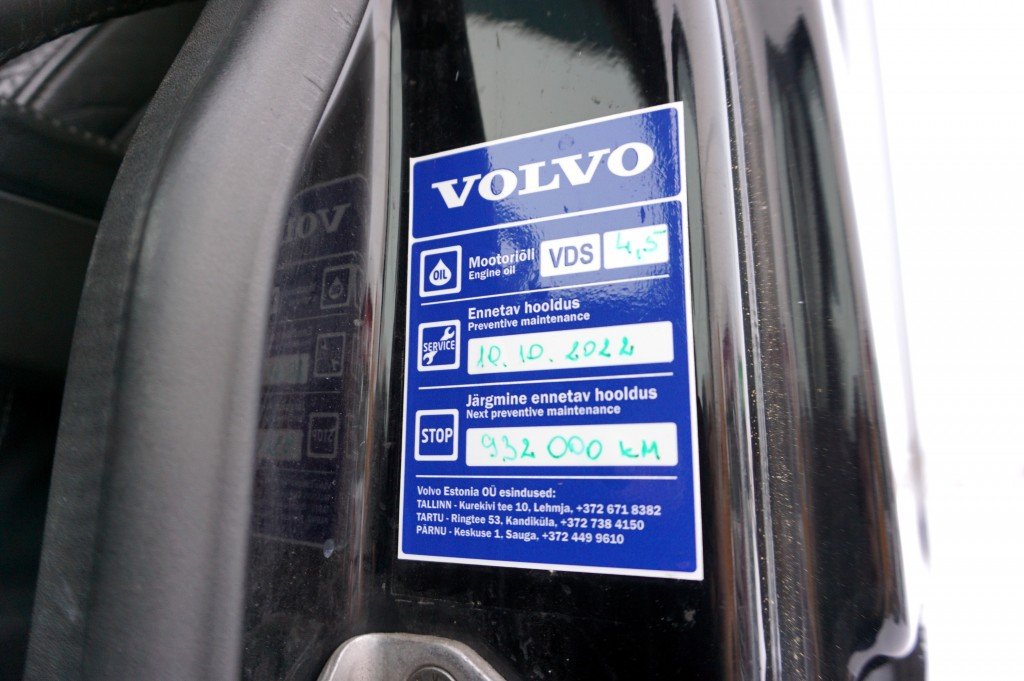 VOLVO
OIL
Mootoriõli
Engine oil
VDS
4,5
SERVICE
Ennetav hooldus
Preventive maintenance
10.10.2022
STOP
Järgmine ennetav hooldus
Next preventive maintenance
932 000 KM
Volvo Estonia OÜ esindused:
TALLINN - Kurekivi tee 10, Lehmja, +372 671 8382
TARTU - Ringtee 53, Kandiküla, +372 738 4150
PÄRNU - Keskuse 1. Sauga, +372 449 9610